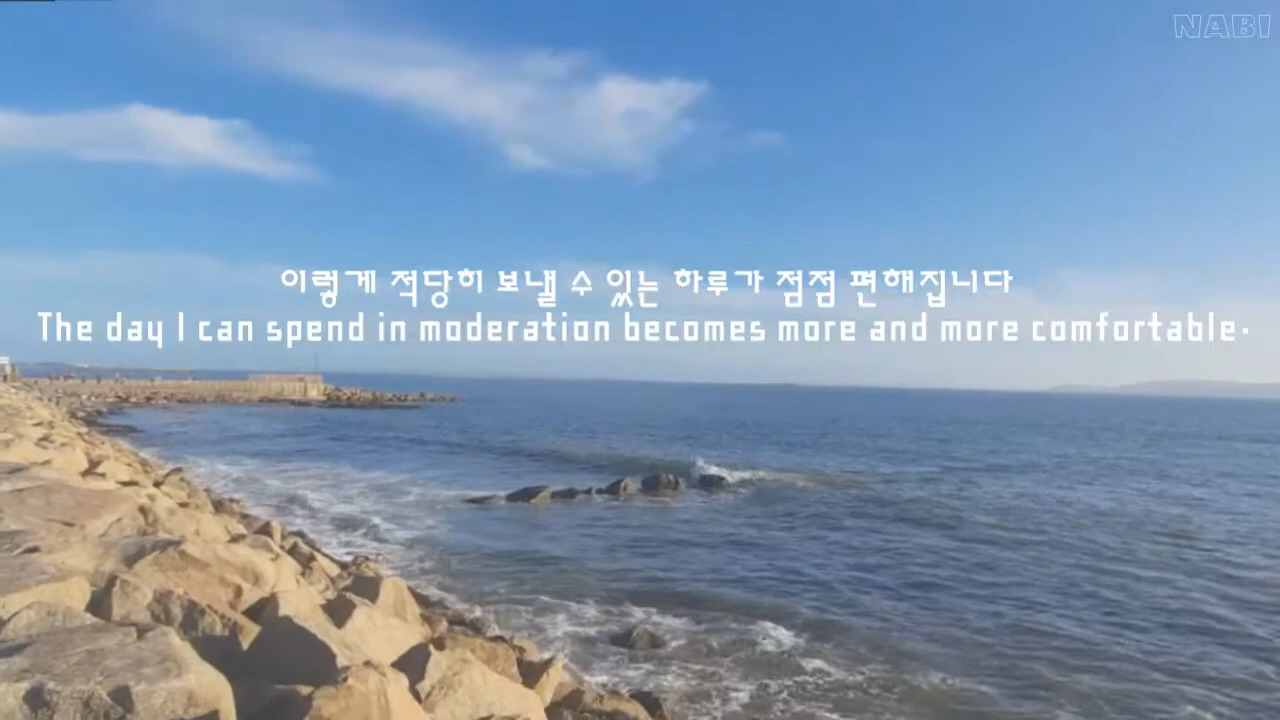 NABI
이렇게 적당히 보낼 수 있는 하루가 점점 편해집니다
The day I can spend in moderation becomes more and more comfortable.